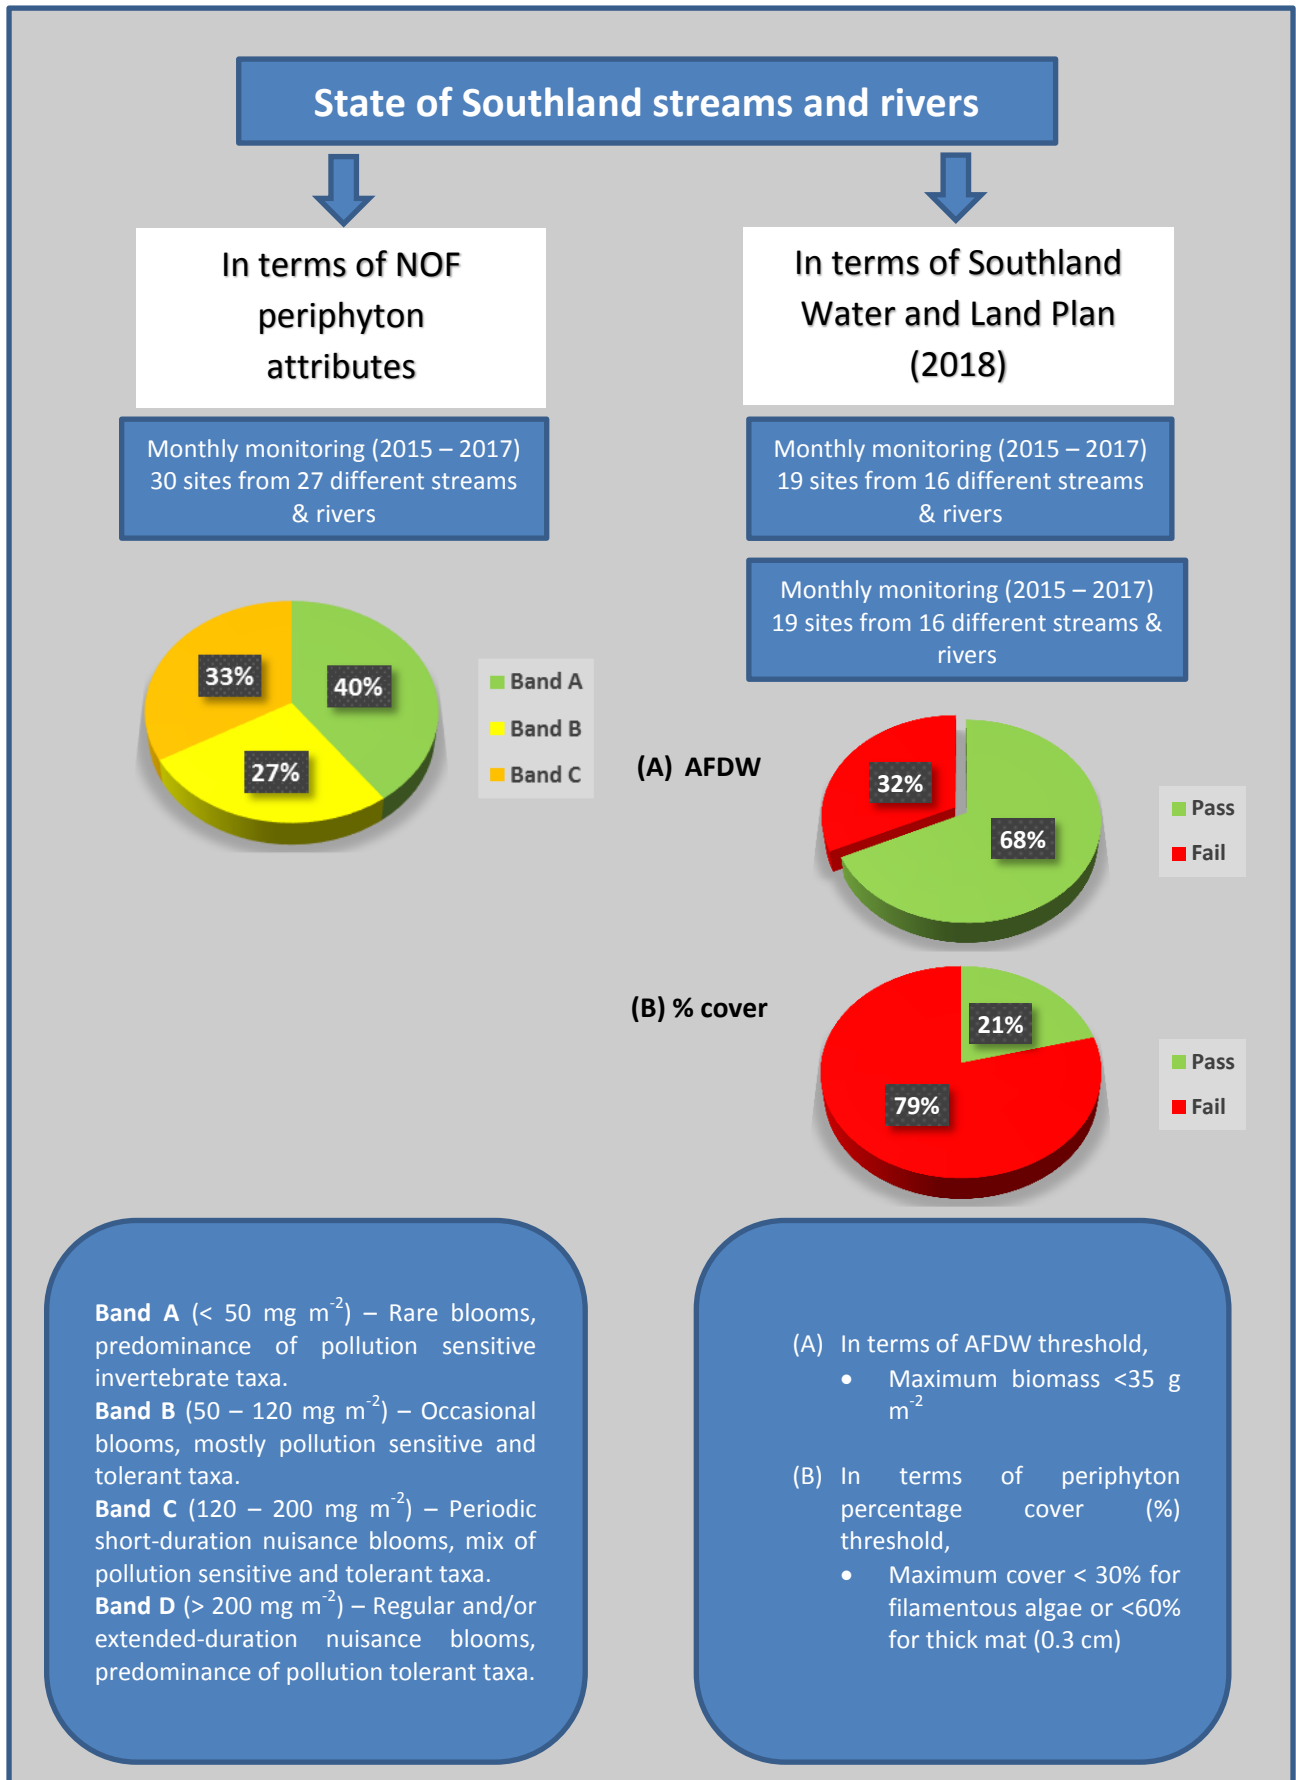 State of Southland streams and rivers
In terms of NOF
periphyton
attributes
Monthly monitoring (2015 – 2017)
30 sites from 27 different streams
& rivers
33%
40%
27%
Band A
Band B
Band C
In terms of Southland
Water and Land Plan
(2018)
Monthly monitoring (2015 – 2017)
19 sites from 16 different streams
& rivers
Monthly monitoring (2015 – 2017)
19 sites from 16 different streams &
rivers
(A) AFDW
32%
68%
Pass
Fail
(B) % cover
21%
79%
Pass
Fail
Band A (< 50 mg m-2) – Rare blooms,
predominance of pollution sensitive
invertebrate taxa.
Band B (50 – 120 mg m-2) – Occasional
blooms, mostly pollution sensitive and
tolerant taxa.
Band C (120 – 200 mg m-2) – Periodic
short-duration nuisance blooms, mix of
pollution sensitive and tolerant taxa.
Band D (> 200 mg m-2) – Regular and/or
extended-duration nuisance blooms,
predominance of pollution tolerant taxa.
(A) In terms of AFDW threshold,
• Maximum biomass <35 g
m-2
(B) In terms of periphyton
percentage cover (%)
threshold,
• Maximum cover < 30% for
filamentous algae or <60%
for thick mat (0.3 cm)